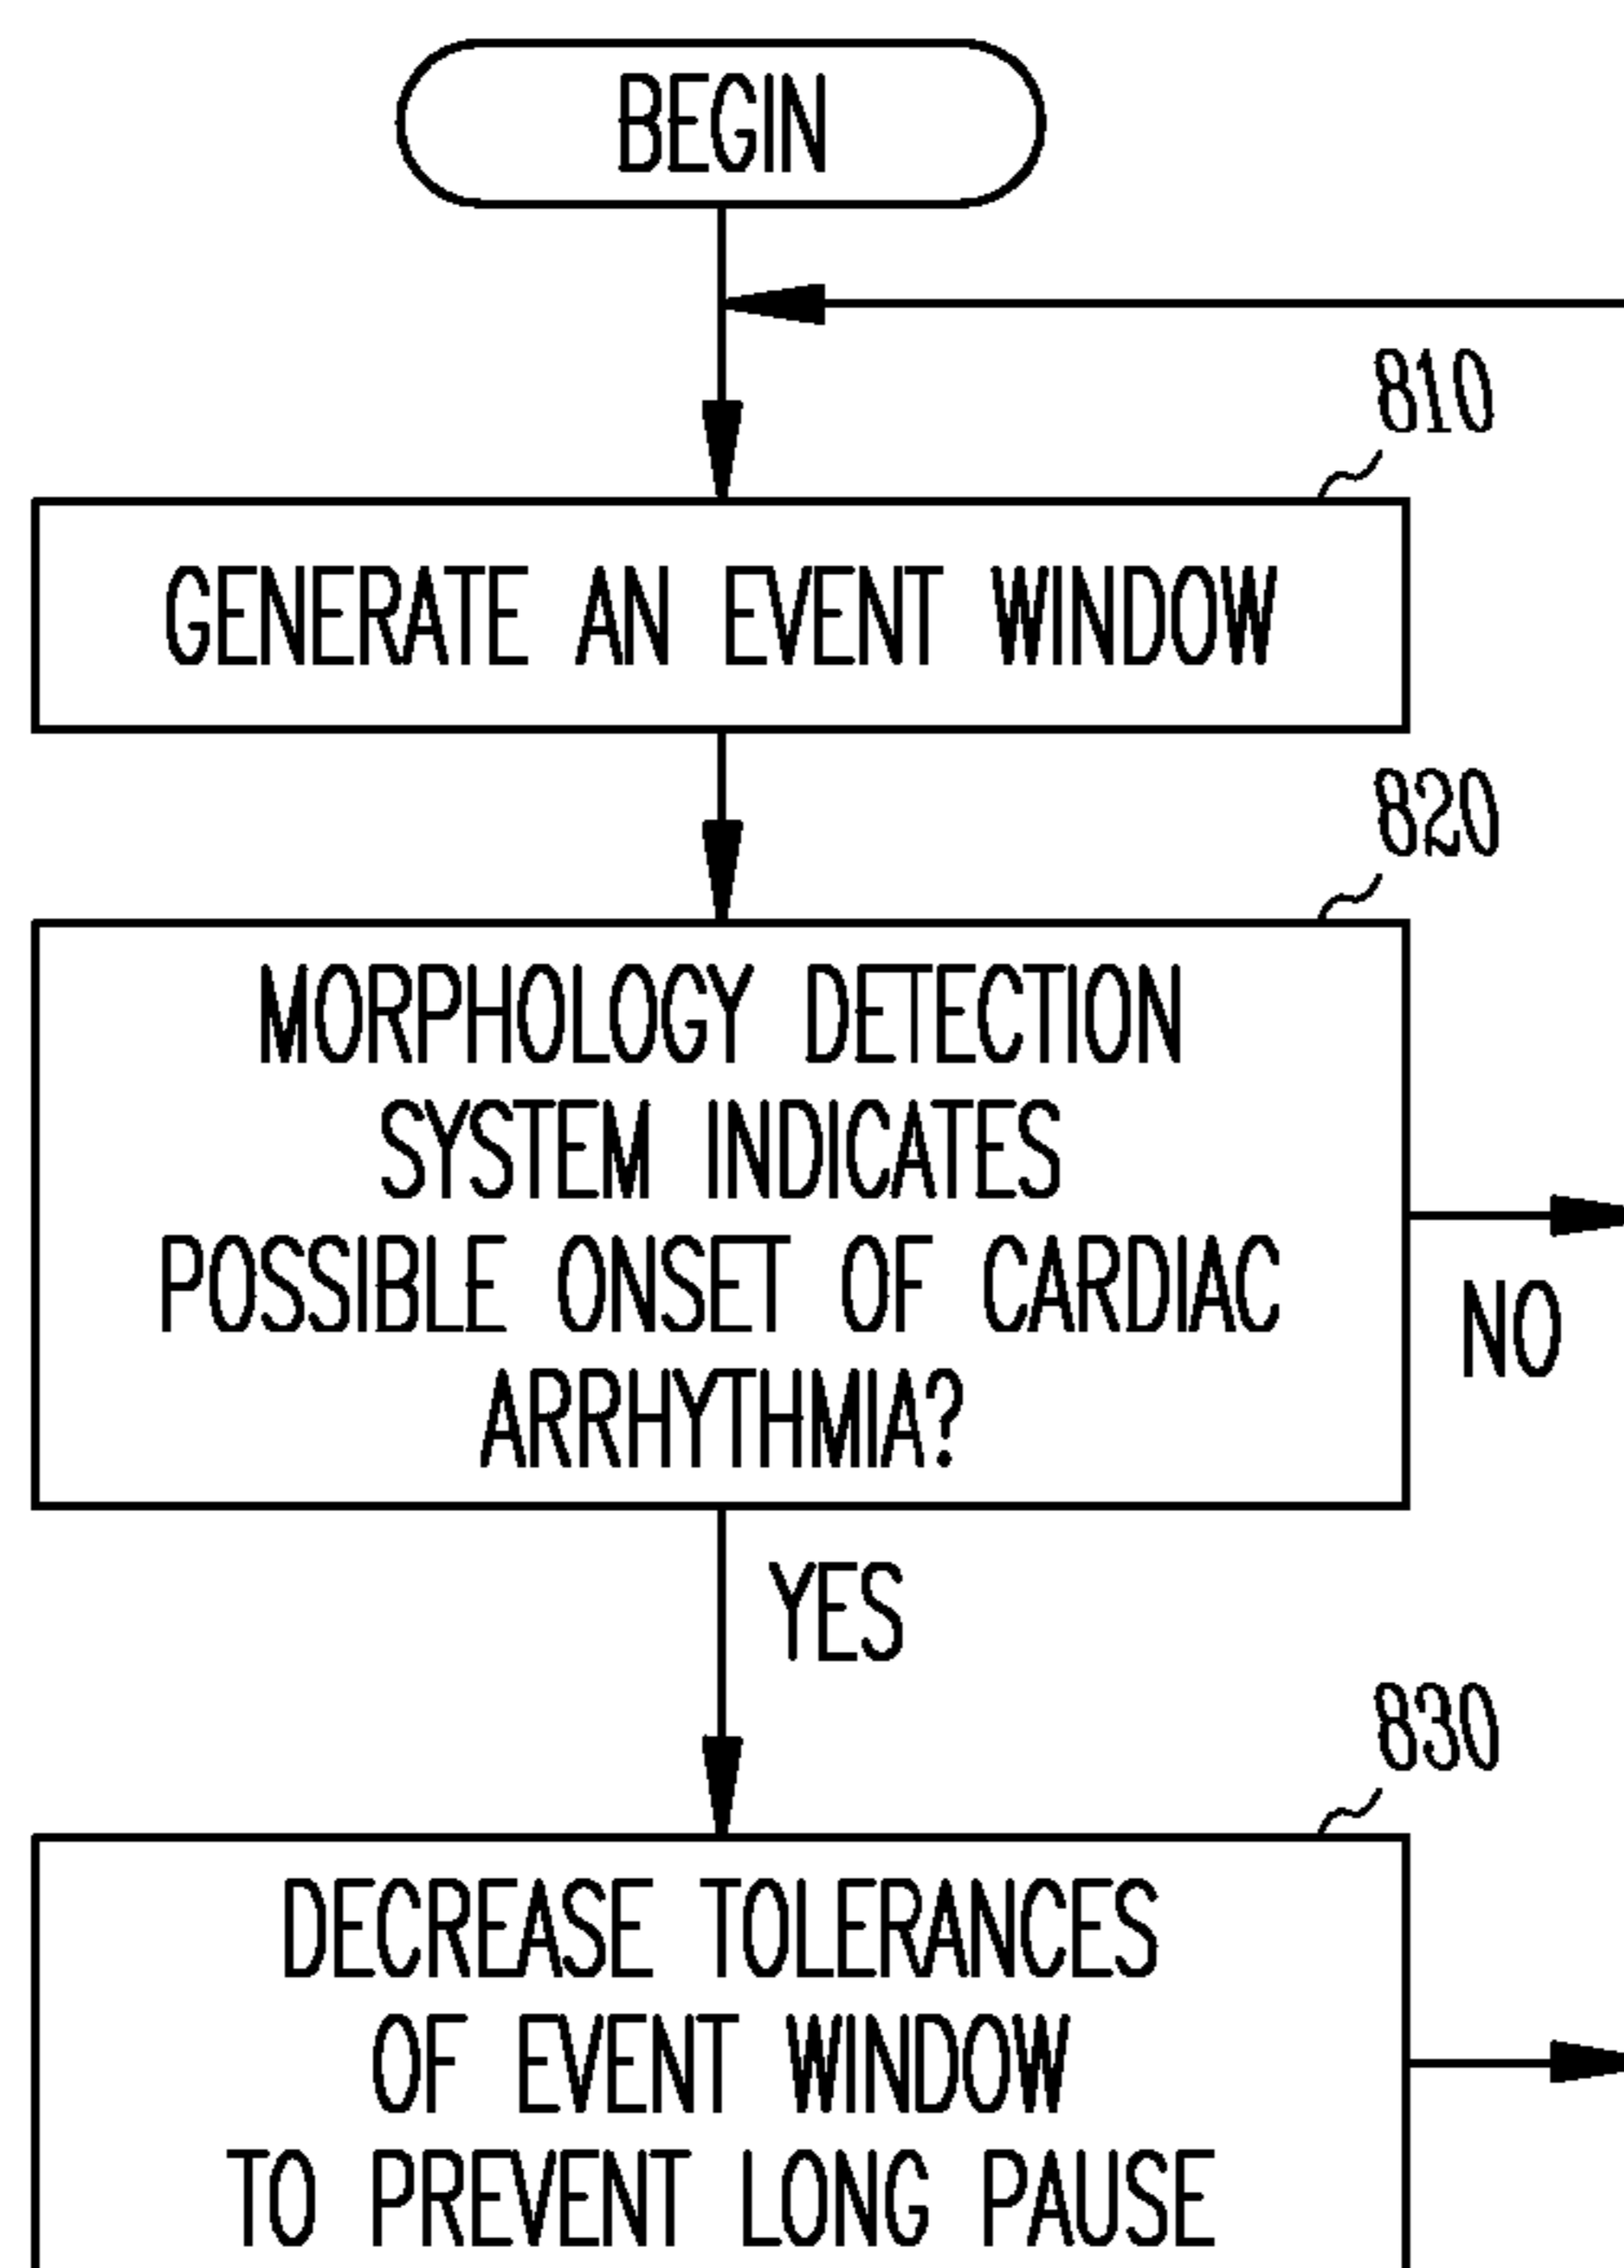 BEGIN
810
GENERATE AN EVENT WINDOW
820
MORPHOLOGY DETECTION
SYSTEM INDICATES
POSSIBLE ONSET OF CARDIAC
ARRHYTHMIA?
NO
YES
830
DECREASE TOLERANCES
OF EVENT WINDOW
TO PREVENT LONG PAUSE